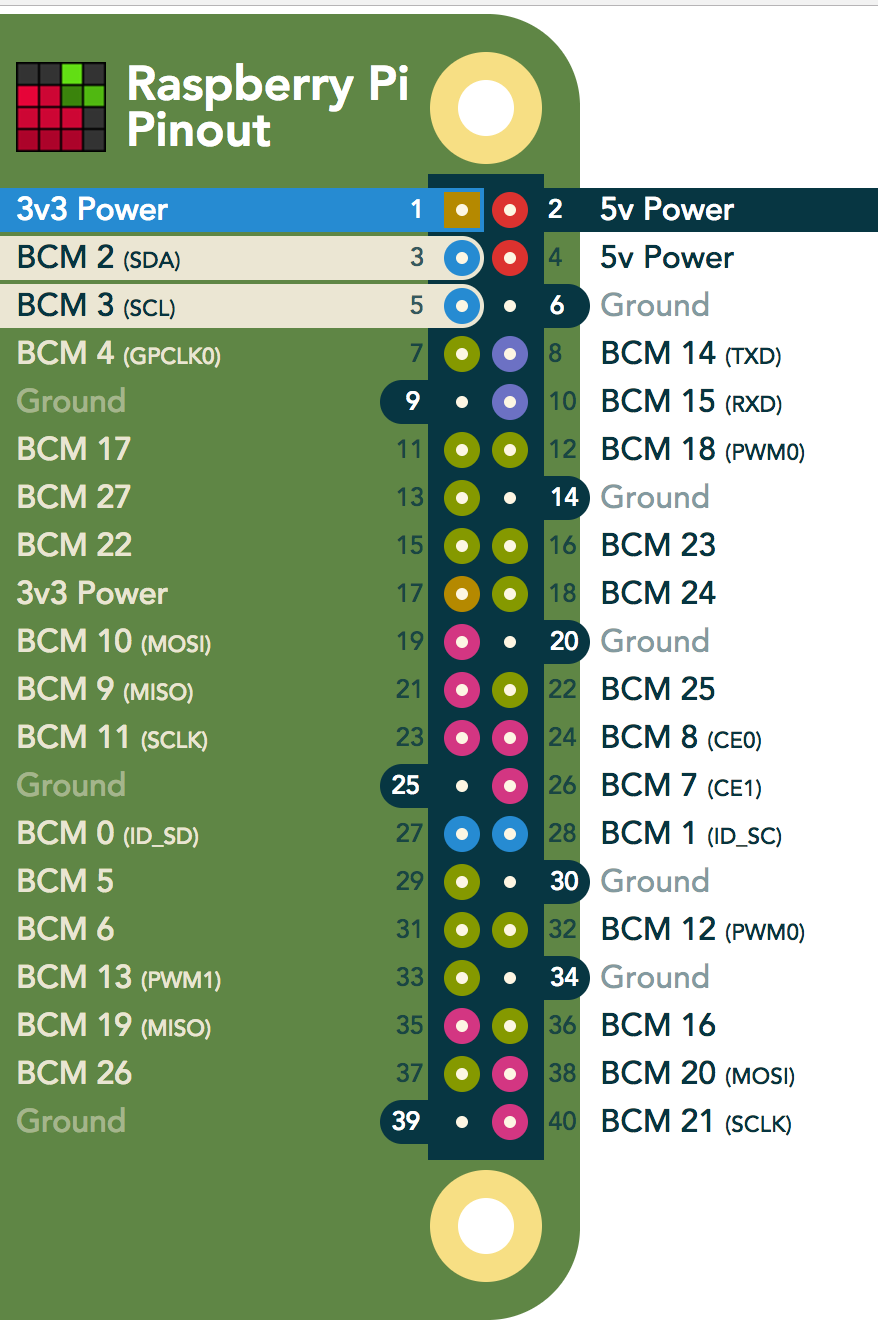 Raspberry Pi
Pinout
3v3 Power 1 2 5v Power
BCM 2 (SDA) 3 4 5v Power
BCM 3 (SCL) 5 6 Ground
BCM 4 (GPCLK0) 7 8 BCM 14 (TXD)
Ground 9 10 BCM 15 (RXD)
BCM 17 11 12 BCM 18 (PWM0)
BCM 27 13 14 Ground
BCM 22 15 16 BCM 23
3v3 Power 17 18 BCM 24
BCM 10 (MOSI) 19 20 Ground
BCM 9 (MISO) 21 22 BCM 25
BCM 11 (SCLK) 23 24 BCM 8 (CE0)
Ground 25 26 BCM 7 (CE1)
BCM 0 (ID_SD) 27 28 BCM 1 (ID_SC)
BCM 5 29 30 Ground
BCM 6 31 32 BCM 12 (PWM0)
BCM 13 (PWM1) 33 34 Ground
BCM 19 (MISO) 35 36 BCM 16
BCM 26 37 38 BCM 20 (MOSI)
Ground 39 40 BCM 21 (SCLK)